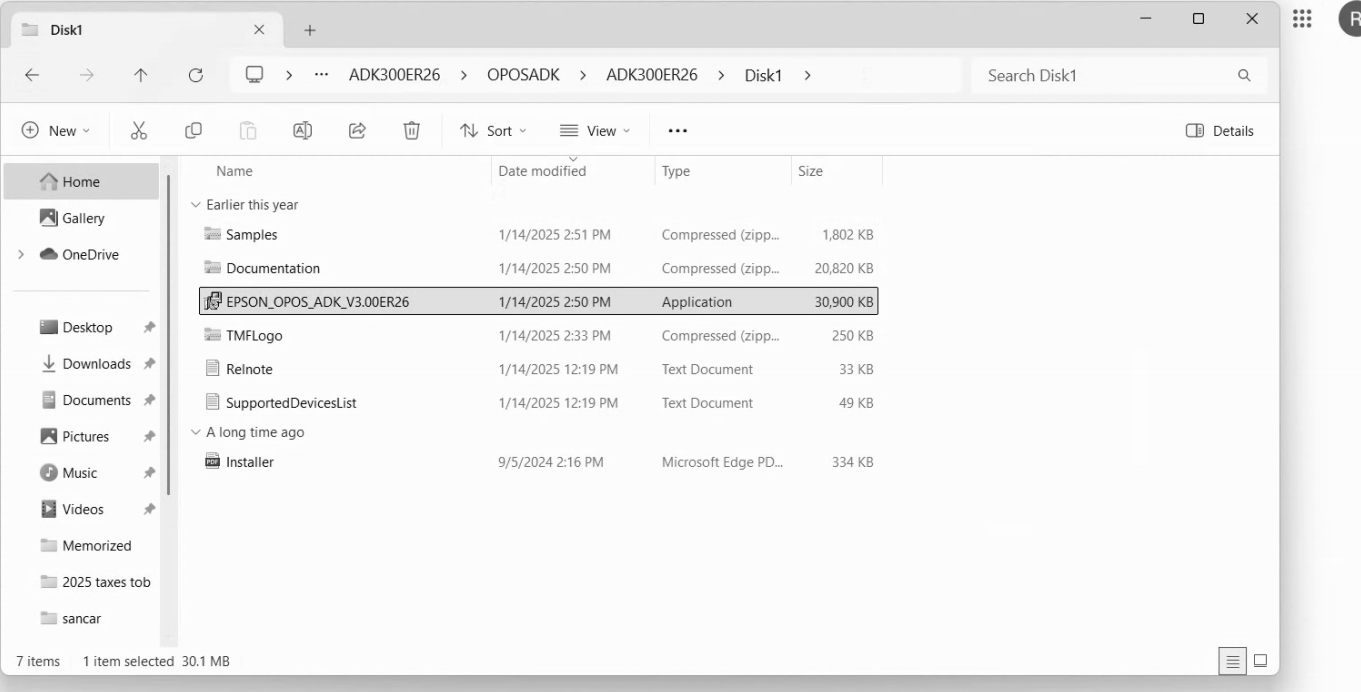 Disk1
R
ADK300ER26 > OPOSADK > ADK300ER26 > Disk1 >
Search Disk1
New
Sort
View
Details
Name Date modified Type Size
Home
Gallery
OneDrive
Desktop
Downloads
Documents
Pictures
Music
Videos
Memorized
2025 taxes tob
sancar
Earlier this year
Samples 1/14/2025 2:51 PM Compressed (zipp... 1,802 KB
Documentation 1/14/2025 2:50 PM Compressed (zipp... 20,820 KB
EPSON_OPOS_ADK_V3.00ER26 1/14/2025 2:50 PM Application 30,900 KB
TMFLogo 1/14/2025 2:33 PM Compressed (zipp... 250 KB
Relnote 1/14/2025 12:19 PM Text Document 33 KB
SupportedDevicesList 1/14/2025 12:19 PM Text Document 49 KB
A long time ago
Installer 9/5/2024 2:16 PM Microsoft Edge PD... 334 KB
7 items 1 item selected 30.1 MB